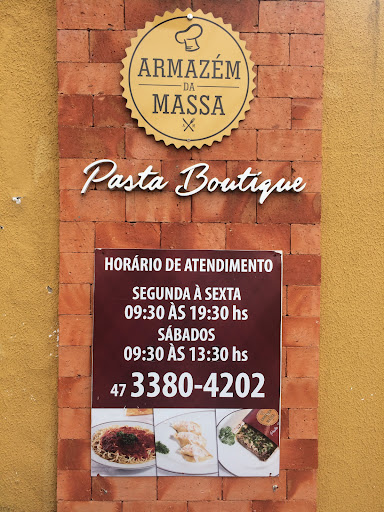 ARMAZÉM
DA
MASSA
Pasta Boutique
HORÁRIO DE ATENDIMENTO
SEGUNDA À SEXTA
09:30 ÀS 19:30 hs
SÁBADOS
09:30 ÀS 13:30 hs
47 3380-4202